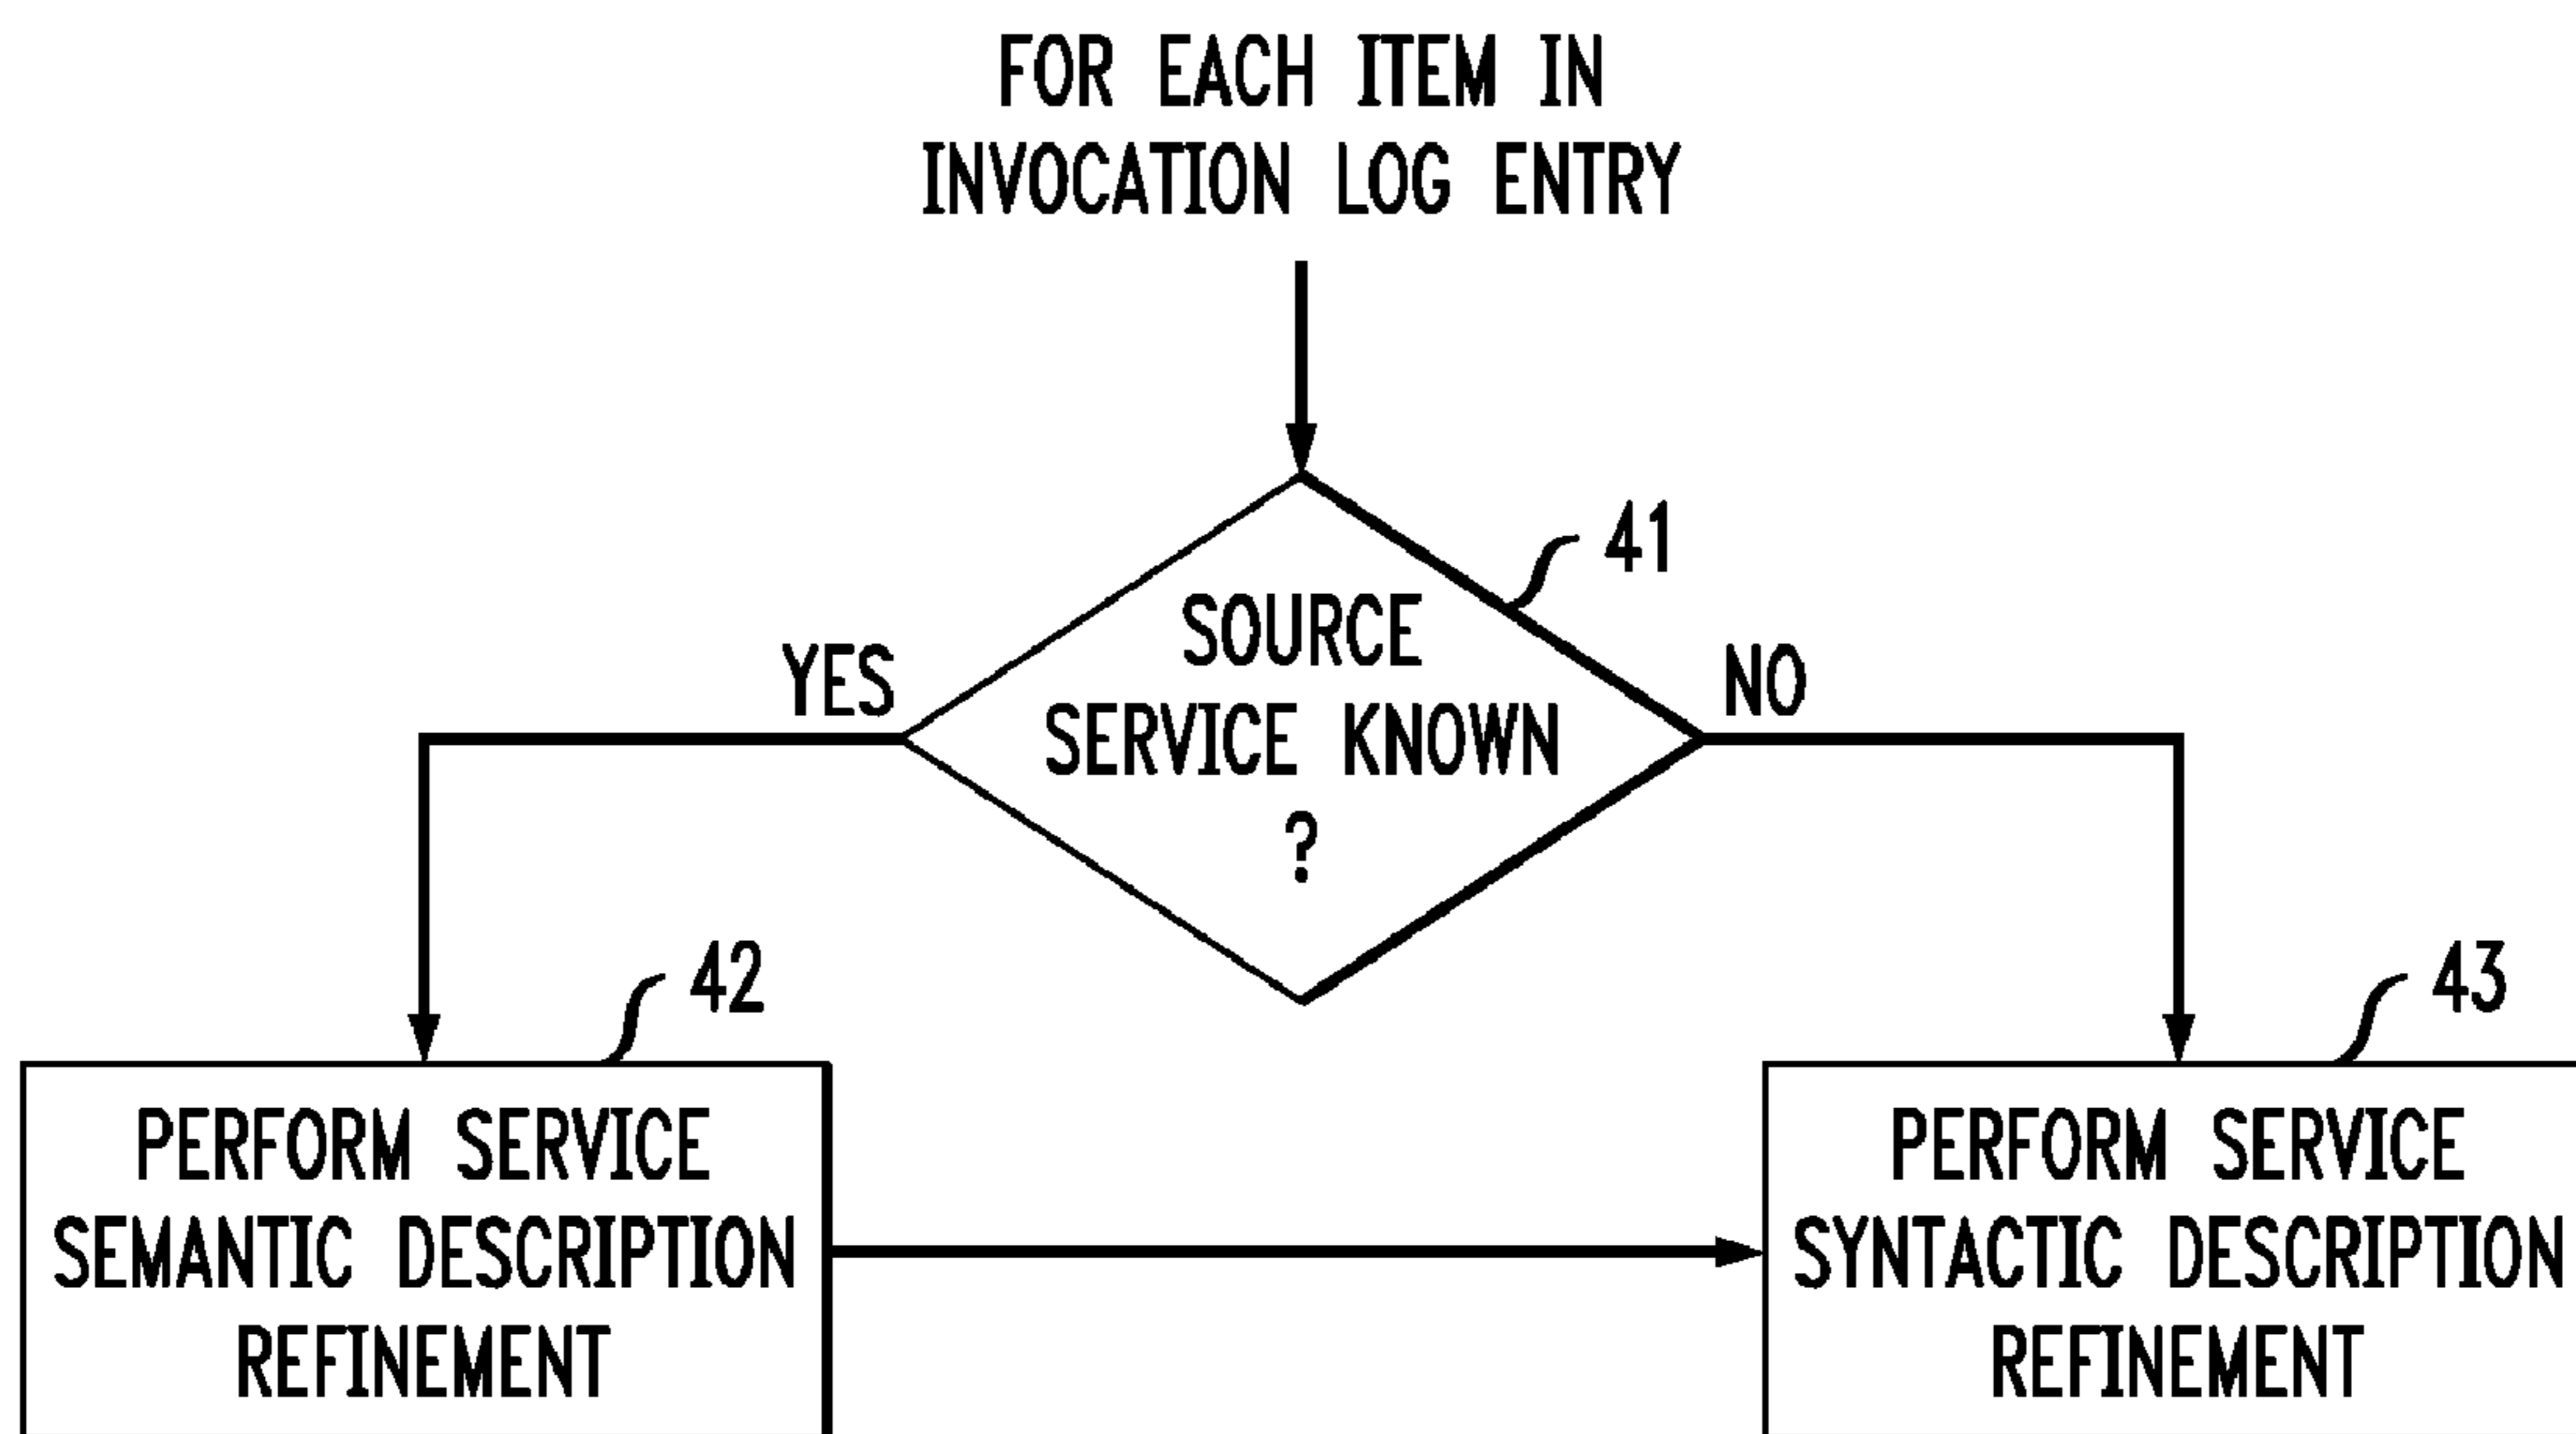 FOR EACH ITEM IN
INVOCATION LOG ENTRY
41
SOURCE
SERVICE KNOWN
?
YES
NO
42
PERFORM SERVICE
SEMANTIC DESCRIPTION
REFINEMENT
43
PERFORM SERVICE
SYNTACTIC DESCRIPTION
REFINEMENT